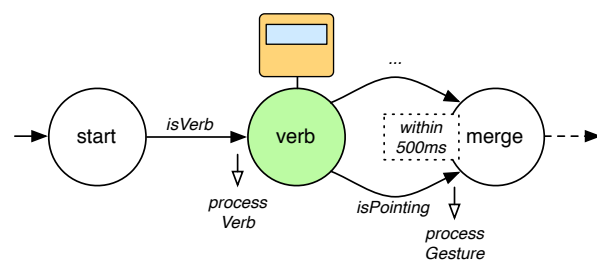 ...
start
isVerb
verb
within
500ms
merge
process
Verb
isPointing
process
Gesture